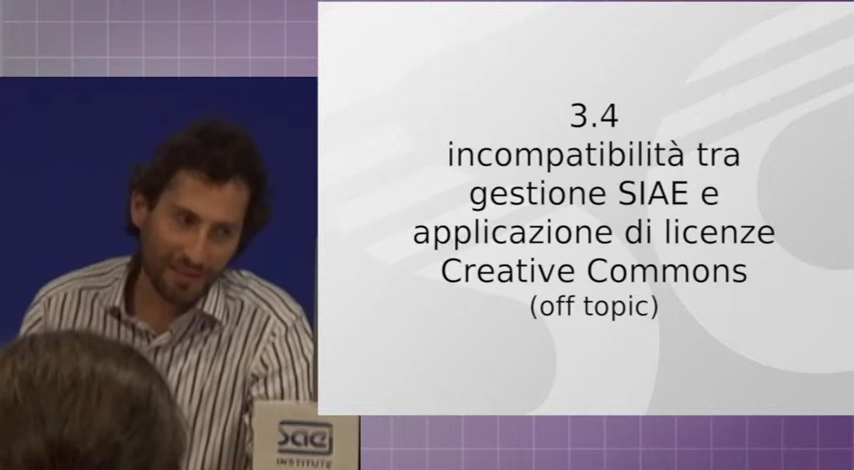 3.4
incompatibilità tra
gestione SIAE e
applicazione di licenze
Creative Commons
(off topic)
sae
INSTITUTE